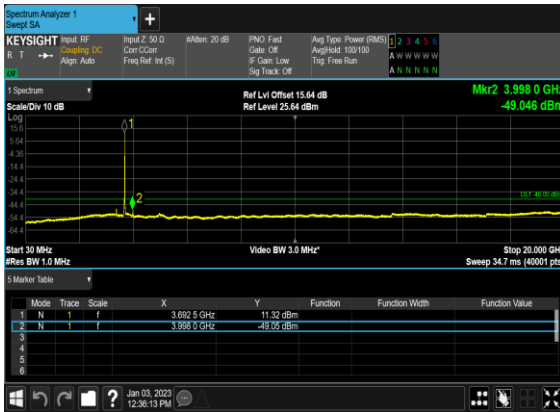 Spectrum Analyzer 1
Swept SA
+
KEYSIGHT
R T
LXI
Input: RF
Coupling: DC
Align: Auto
Input Z: 50 Ω
Corr CCorr
Freq Ref: Int (S)
#Atten: 20 dB
PNO: Fast
Gate: Off
IF Gain: Low
Sig Track: Off
Avg Type: Power (RMS)
Avg|Hold: 100/100
Trig: Free Run
1 2 3 4 5 6
A W W W W W
A N N N N N
1 Spectrum
Scale/Div 10 dB
Ref Lvl Offset 15.64 dB
Ref Level 25.64 dBm
Mkr2 3.998 0 GHz
-49.046 dBm
Log
15.6
5.64
-4.36
-14.4
-24.4
-34.4
-44.4
-54.4
-64.4
1
2
DL1 -40.00 dBm
Start 30 MHz
#Res BW 1.0 MHz
Video BW 3.0 MHz*
Stop 20.000 GHz
Sweep 34.7 ms (40001 pts)
5 Marker Table
Mode Trace Scale X Y Function Function Width Function Value
1 N 1 f 3.692 5 GHz 11.32 dBm
2 N 1 f 3.998 0 GHz -49.05 dBm
3
4
5
6
?
Jan 03, 2023
12:36:13 PM